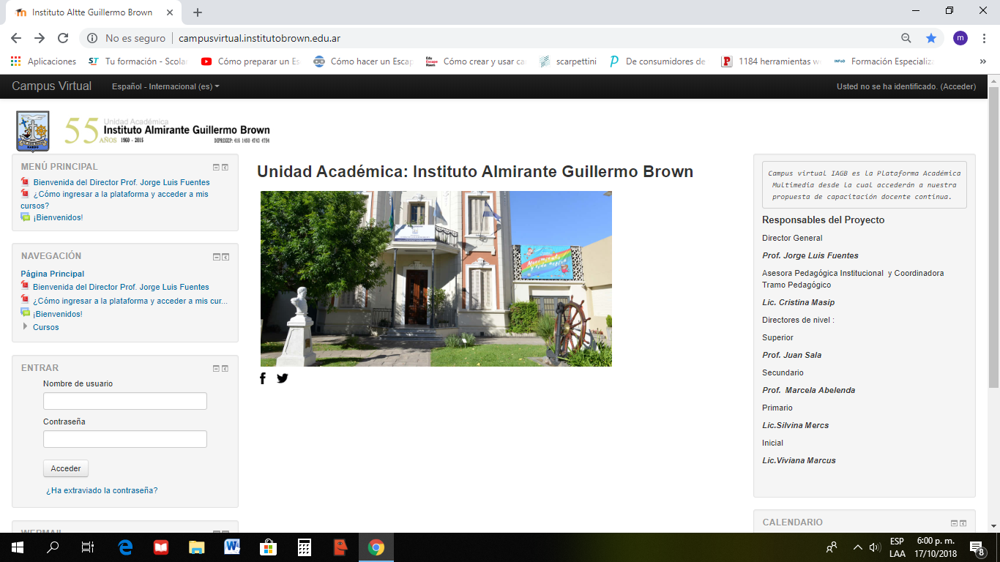 Instituto Altte Guillermo Brown
No es seguro
campusvirtual.institutobrown.edu.ar
m
Aplicaciones
Tu formación - Scola
Cómo preparar un Es
Cómo hacer un Escap
Cómo crear y usar ca
scarpettini
De consumidores de
1184 herramientas w
Formación Especializ
Campus Virtual
Español - Internacional (es)
Usted no se ha identificado. (Acceder)
55 AÑOS
Unidad Académica
Instituto Almirante Guillermo Brown
1960 - 2015
MENÚ PRINCIPAL
Bienvenida del Director Prof. Jorge Luis Fuentes
¿Cómo ingresar a la plataforma y acceder a mis
cursos?
¡Bienvenidos!
NAVEGACIÓN
Página Principal
Bienvenida del Director Prof. Jorge Luis Fuentes
¿Cómo ingresar a la plataforma y acceder a mis cur...
¡Bienvenidos!
Cursos
ENTRAR
Nombre de usuario
Contraseña
Acceder
¿Ha extraviado la contraseña?
WEBMAIL
Unidad Académica: Instituto Almirante Guillermo Brown
Campus virtual IAGB es la Plataforma Académica
Multimedia desde la cual accederán a nuestra
propuesta de capacitación docente continua.
Responsables del Proyecto
Director General
Prof. Jorge Luis Fuentes
Asesora Pedagógica Institucional y Coordinadora
Tramo Pedagógico
Lic. Cristina Masip
Directores de nivel :
Superior
Prof. Juan Sala
Secundario
Prof. Marcela Abelenda
Primario
Lic.Silvina Mercs
Inicial
Lic.Viviana Marcus
CALENDARIO
ESP
LAA
6:00 p. m.
17/10/2018
8